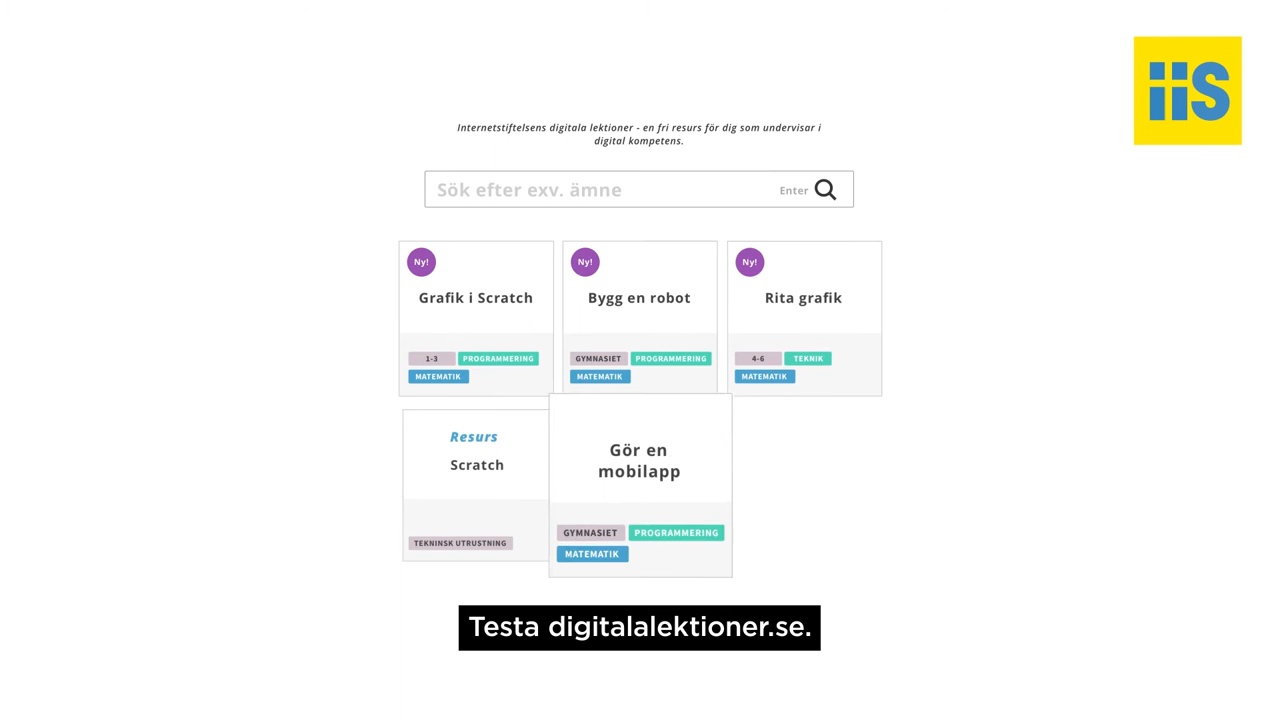 iis
Internetstiftelsens digitala lektioner - en fri resurs för dig som undervisar i
digital kompetens.
Sök efter exv. ämne
Enter
Ny!
Grafik i Scratch
1-3 PROGRAMMERING
MATEMATIK
Ny!
Bygg en robot
GYMNASIET PROGRAMMERING
MATEMATIK
Ny!
Rita grafik
4-6 TEKNIK
MATEMATIK
Resurs
Scratch
TEKNINSK UTRUSTNING
Gör en
mobilapp
GYMNASIET PROGRAMMERING
MATEMATIK
Testa digitalalektioner.se.